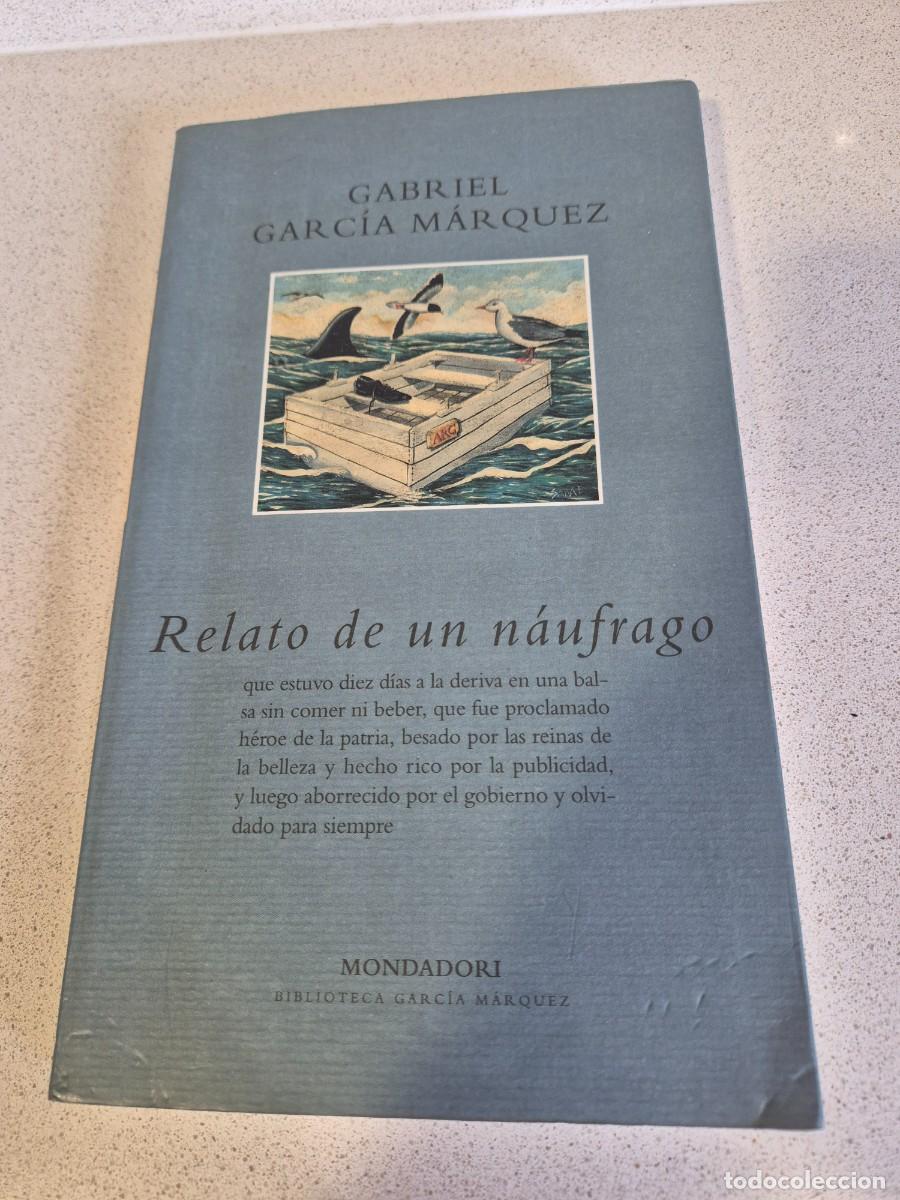 GABRIEL
GARCÍA MÁRQUEZ
ARC
Relato de un náufrago
que estuvo diez días a la deriva en una bal-
sa sin comer ni beber, que fue proclamado
héroe de la patria, besado por las reinas de
la belleza y hecho rico por la publicidad,
y luego aborrecido por el gobierno y olvi-
dado para siempre
MONDADORI
BIBLIOTECA GARCÍA MÁRQUEZ
todocoleccion